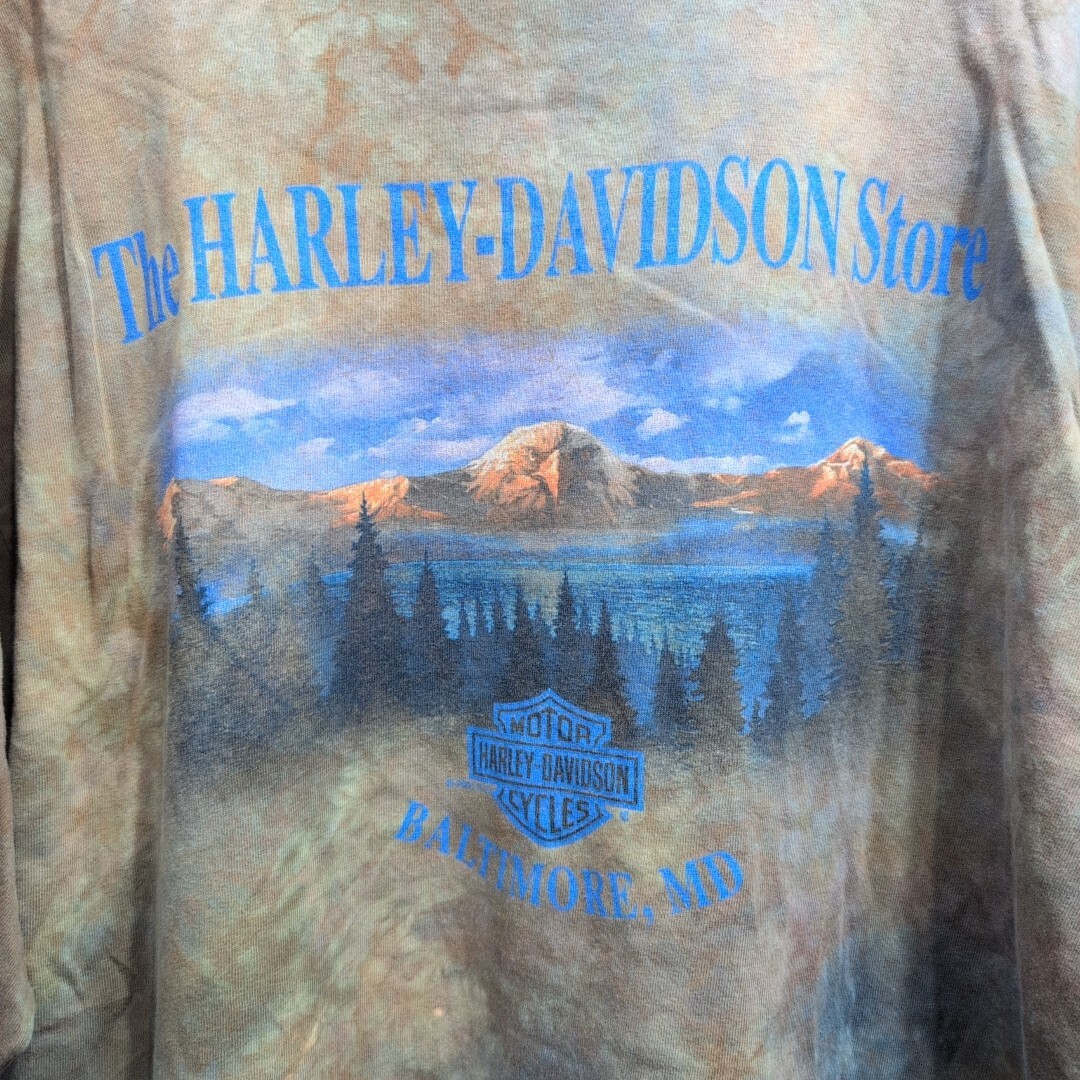 The HARLEY-DAVIDSON Store
MOTOR
HARLEY-DAVIDSON
CYCLES
BALTIMORE, MD